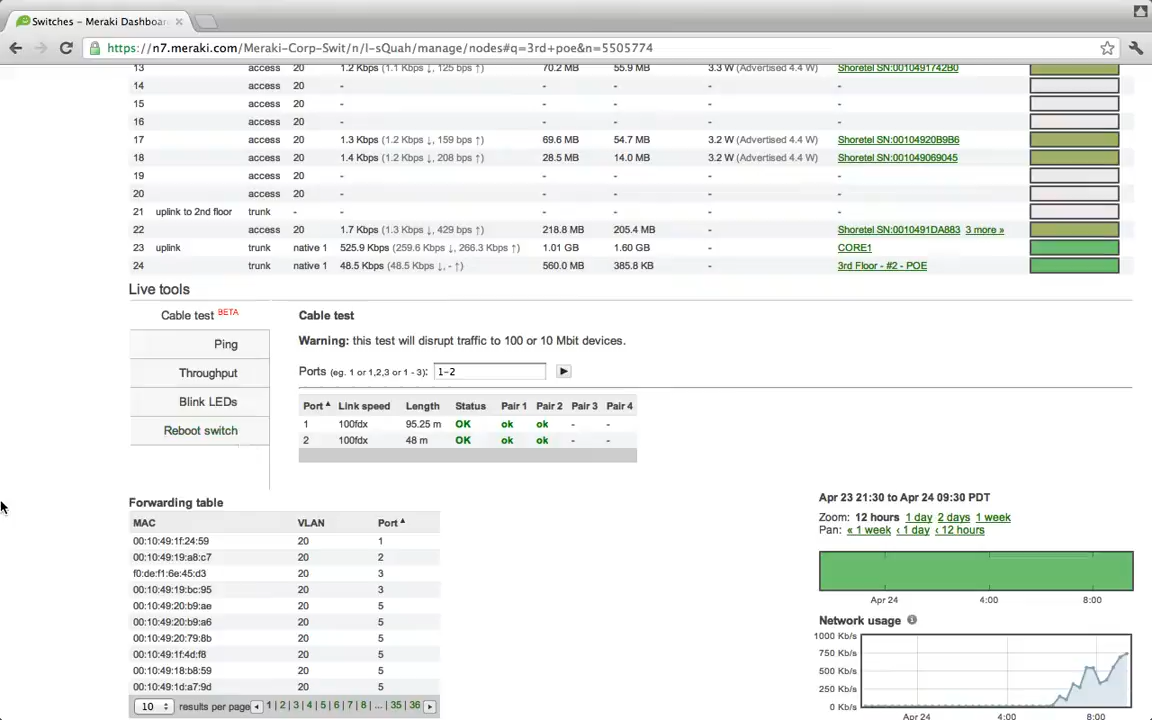 Switches – Meraki Dashboar
https://n7.meraki.com/Meraki-Corp-Swit/n/I-sQuah/manage/nodes#q=3rd+poe&n=5505774
13 access 20 1.2 Kbps (1.1 Kbps ↓, 125 bps ↑) 70.2 MB 55.9 MB 3.3 W (Advertised 4.4 W) Shoretel SN:0010491742B0
14 access 20 - - - - -
15 access 20 - - - - -
16 access 20 - - - - -
17 access 20 1.3 Kbps (1.2 Kbps ↓, 159 bps ↑) 69.6 MB 54.7 MB 3.2 W (Advertised 4.4 W) Shoretel SN:00104920B9B6
18 access 20 1.4 Kbps (1.2 Kbps ↓, 208 bps ↑) 28.5 MB 14.0 MB 3.2 W (Advertised 4.4 W) Shoretel SN:001049069045
19 access 20 - - - - -
20 access 20 - - - - -
21 uplink to 2nd floor trunk - - - - - -
22 access 20 1.7 Kbps (1.3 Kbps ↓, 429 bps ↑) 218.8 MB 205.4 MB - Shoretel SN:0010491DA883 3 more »
23 uplink trunk native 1 525.9 Kbps (259.6 Kbps ↓, 266.3 Kbps ↑) 1.01 GB 1.60 GB - CORE1
24 trunk native 1 48.5 Kbps (48.5 Kbps ↓, - ↑) 560.0 MB 385.8 KB - 3rd Floor - #2 - POE
Live tools
Cable test BETA
Ping
Throughput
Blink LEDs
Reboot switch
Cable test
Warning: this test will disrupt traffic to 100 or 10 Mbit devices.
Ports (eg. 1 or 1,2,3 or 1 - 3): 1-2
Port Link speed Length Status Pair 1 Pair 2 Pair 3 Pair 4
1 100fdx 95.25 m OK ok ok - -
2 100fdx 48 m OK ok ok - -
Forwarding table
MAC VLAN Port
00:10:49:1f:24:59 20 1
00:10:49:19:a8:c7 20 2
f0:de:f1:6e:45:d3 20 3
00:10:49:19:bc:95 20 3
00:10:49:20:b9:ae 20 5
00:10:49:20:b9:a6 20 5
00:10:49:20:79:8b 20 5
00:10:49:1f:4d:f8 20 5
00:10:49:18:b8:59 20 5
00:10:49:1d:a7:9d 20 5
10 results per page 1 | 2 | 3 | 4 | 5 | 6 | 7 | 8 | ... | 35 | 36
Apr 23 21:30 to Apr 24 09:30 PDT
Zoom: 12 hours 1 day 2 days 1 week
Pan: « 1 week ‹ 1 day ‹ 12 hours
Apr 24 4:00 8:00
Network usage
1000 Kb/s
750 Kb/s
500 Kb/s
250 Kb/s
0 Kb/s
Apr 24 4:00 8:00